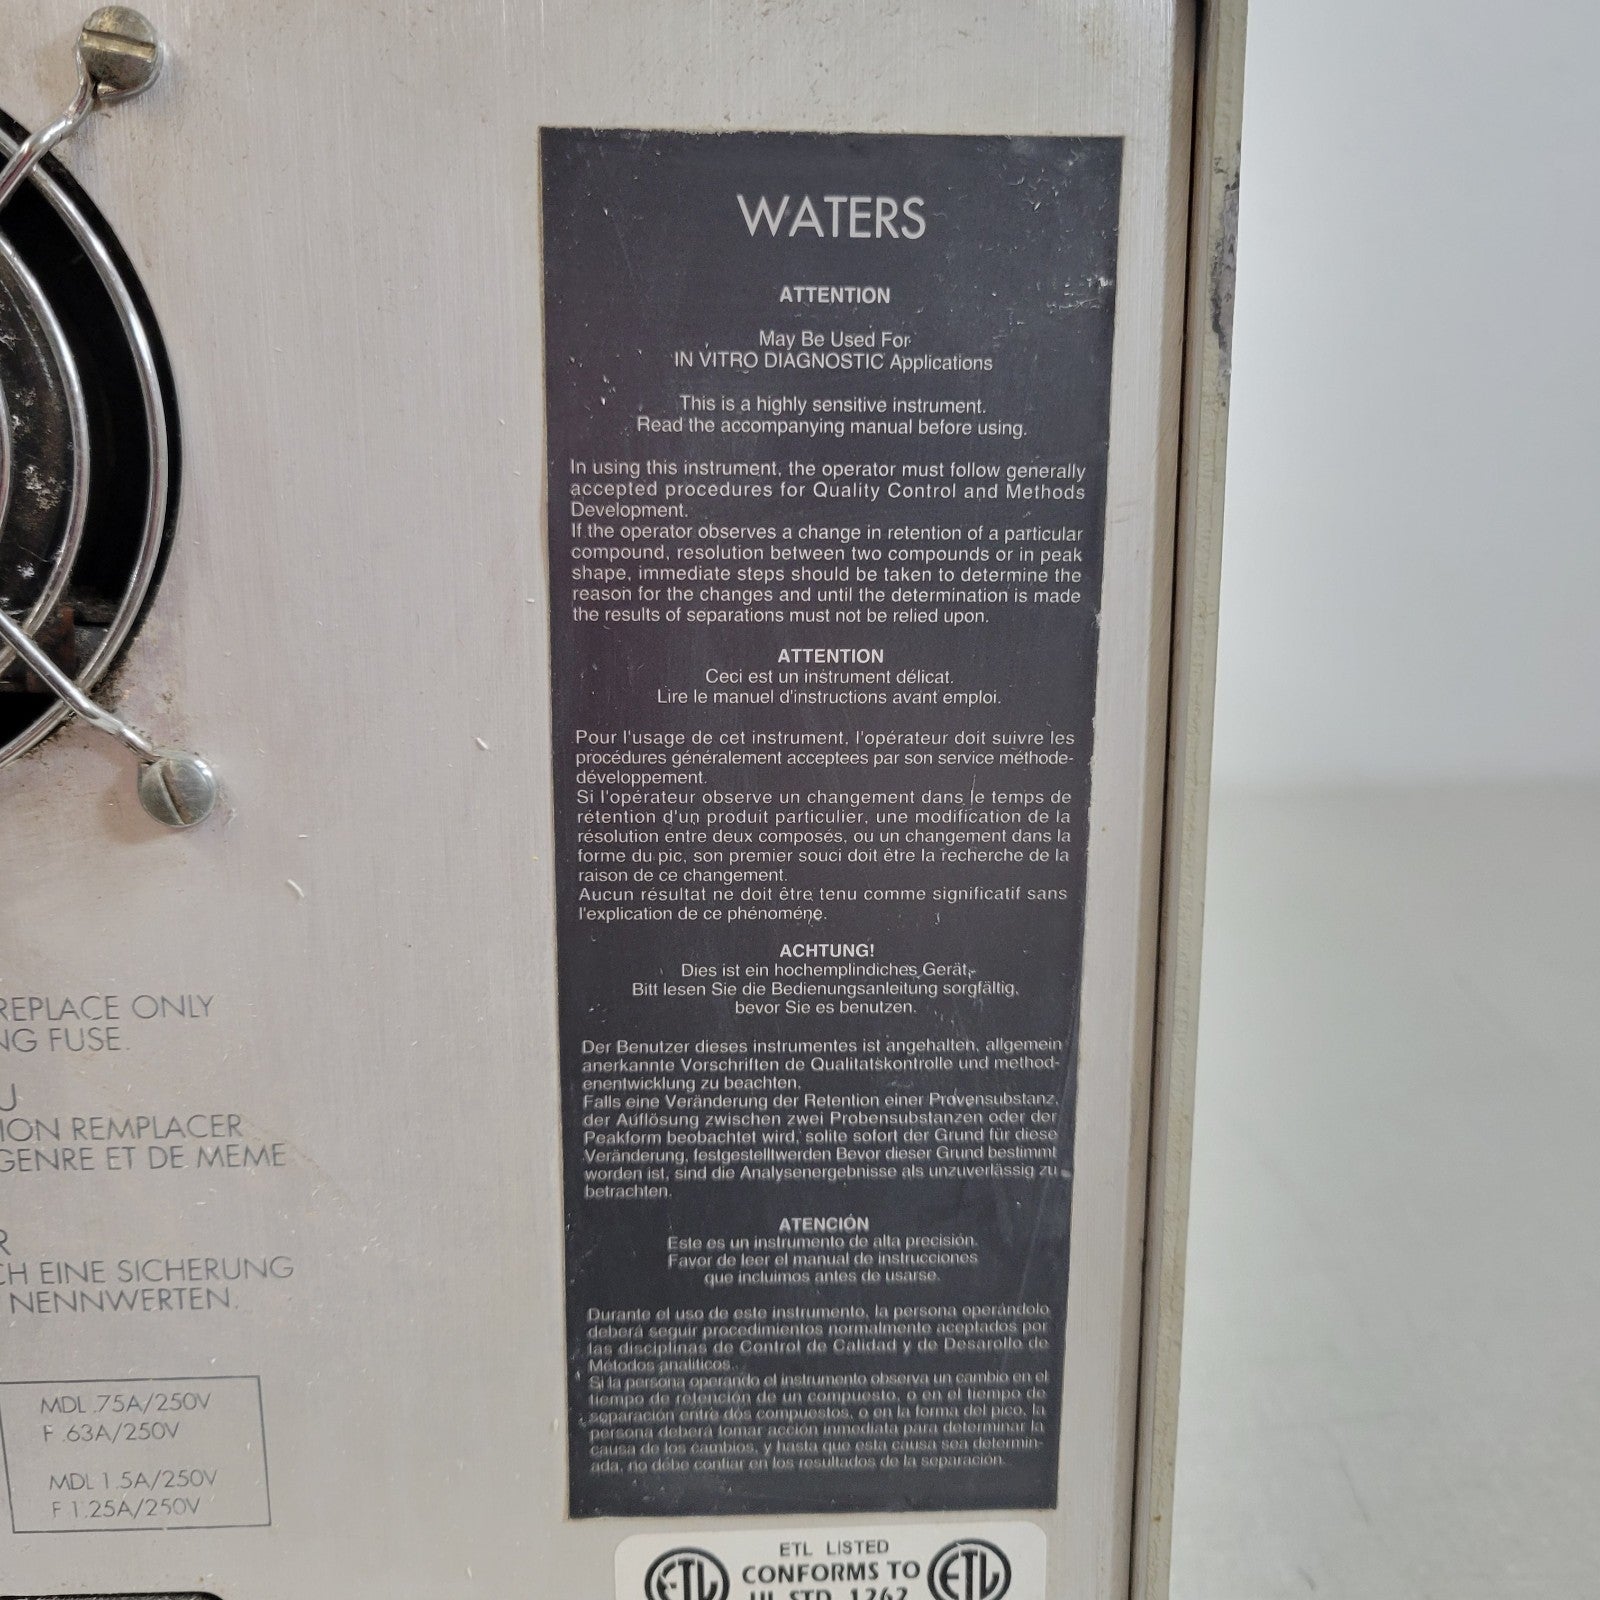 WATERS
ATTENTION
May Be Used For
IN VITRO DIAGNOSTIC Applications
This is a highly sensitive instrument.
Read the accompanying manual before using.
In using this instrument, the operator must follow generally
accepted procedures for Quality Control and Methods
Development.
If the operator observes a change in retention of a particular
compound, resolution between two compounds or in peak
shape, immediate steps should be taken to determine the
reason for the changes and until the determination is made
the results of separations must not be relied upon.
ATTENTION
Ceci est un instrument délicat.
Lire le manuel d'instructions avant emploi.
Pour l'usage de cet instrument, l'opérateur doit suivre les
procédures généralement acceptees par son service méthode-
développement.
Si l'opérateur observe un changement dans le temps de
rétention d'un produit particulier, une modification de la
résolution entre deux composés, ou un changement dans la
forme du pic, son premier souci doit être la recherche de la
raison de ce changement.
Aucun résultat ne doit être tenu comme significatif sans
l'explication de ce phénoméne.
ACHTUNG!
Dies ist ein hochemplindiches Gerät,
Bitt lesen Sie die Bedienungsanleitung sorgfältig,
bevor Sie es benutzen.
Der Benutzer dieses instrumentes ist angehalten, allgemein
anerkannte Vorschriften de Qualitatskontrolle und method-
enentwicklung zu beachten,
Falls eine Veränderung der Retention einer Provensubstanz,
der Auflösung zwischen zwei Probensubstanzen oder der
Peakform beobachtet wird, solite sofort der Grund für diese
Veränderung, festgestelltwerden Bevor dieser Grund bestimmt
worden ist, sind die Analysenergebnisse als unzuverlässig zu
betrachten.
ATENCIÓN
Este es un instrumento de alta precisión.
Favor de leer el manual de instrucciones
que incluimos antes de usarse.
Durante el uso de este instrumento, la persona operándolo
deberá seguir procedimientos normalmente aceptados por
las disciplinas de Control de Calidad y de Desarollo de
Métodos analíticos.
Si la persona operando el instrumento observa un cambio en el
tiempo de retención de un compuesto, o en el tiempo de
separación entre dos compuestos, o en la forma del pico, la
persona deberá tomar acción inmediata para determinar la
causa de los cambios, y hasta que esta causa sea determin-
ada, no debe confiar en los resultados de la separación.
REPLACE ONLY
NG FUSE.
U
ION REMPLACER
GENRE ET DE MEME
R
CH EINE SICHERUNG
NENNWERTEN.
MDL .75A/250V
F .63A/250V
MDL 1.5A/250V
F 1.25A/250V
ETL LISTED
ETL CONFORMS TO ETL
UL STD 1262